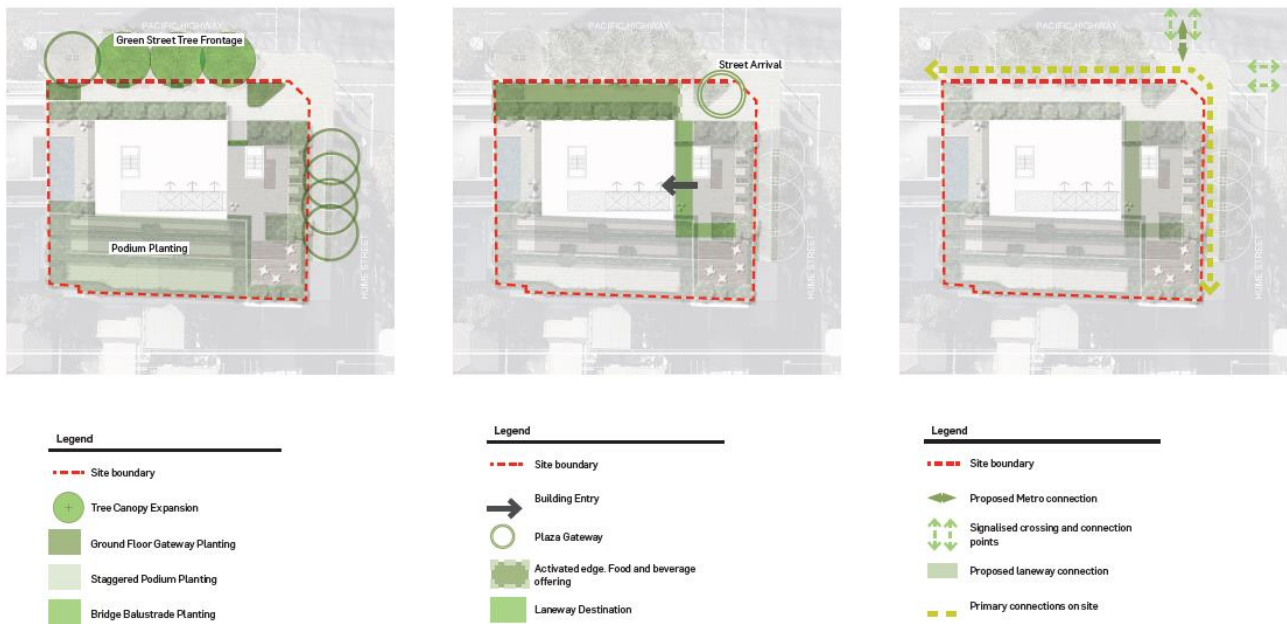 PACIFIC HIGHWAY
Green Street Tree Frontage
Podium Planting
HUME STREET
PACIFIC HIGHWAY
Street Arrival
HUME STREET
PACIFIC HIGHWAY
HUME STREET
Legend
Site boundary
Tree Canopy Expansion
Ground Floor Gateway Planting
Staggered Podium Planting
Bridge Balustrade Planting
Legend
Site boundary
Building Entry
Plaza Gateway
Activated edge. Food and beverage
offering
Laneway Destination
Legend
Site boundary
Proposed Metro connection
Signalised crossing and connection
points
Proposed laneway connection
Primary connections on site